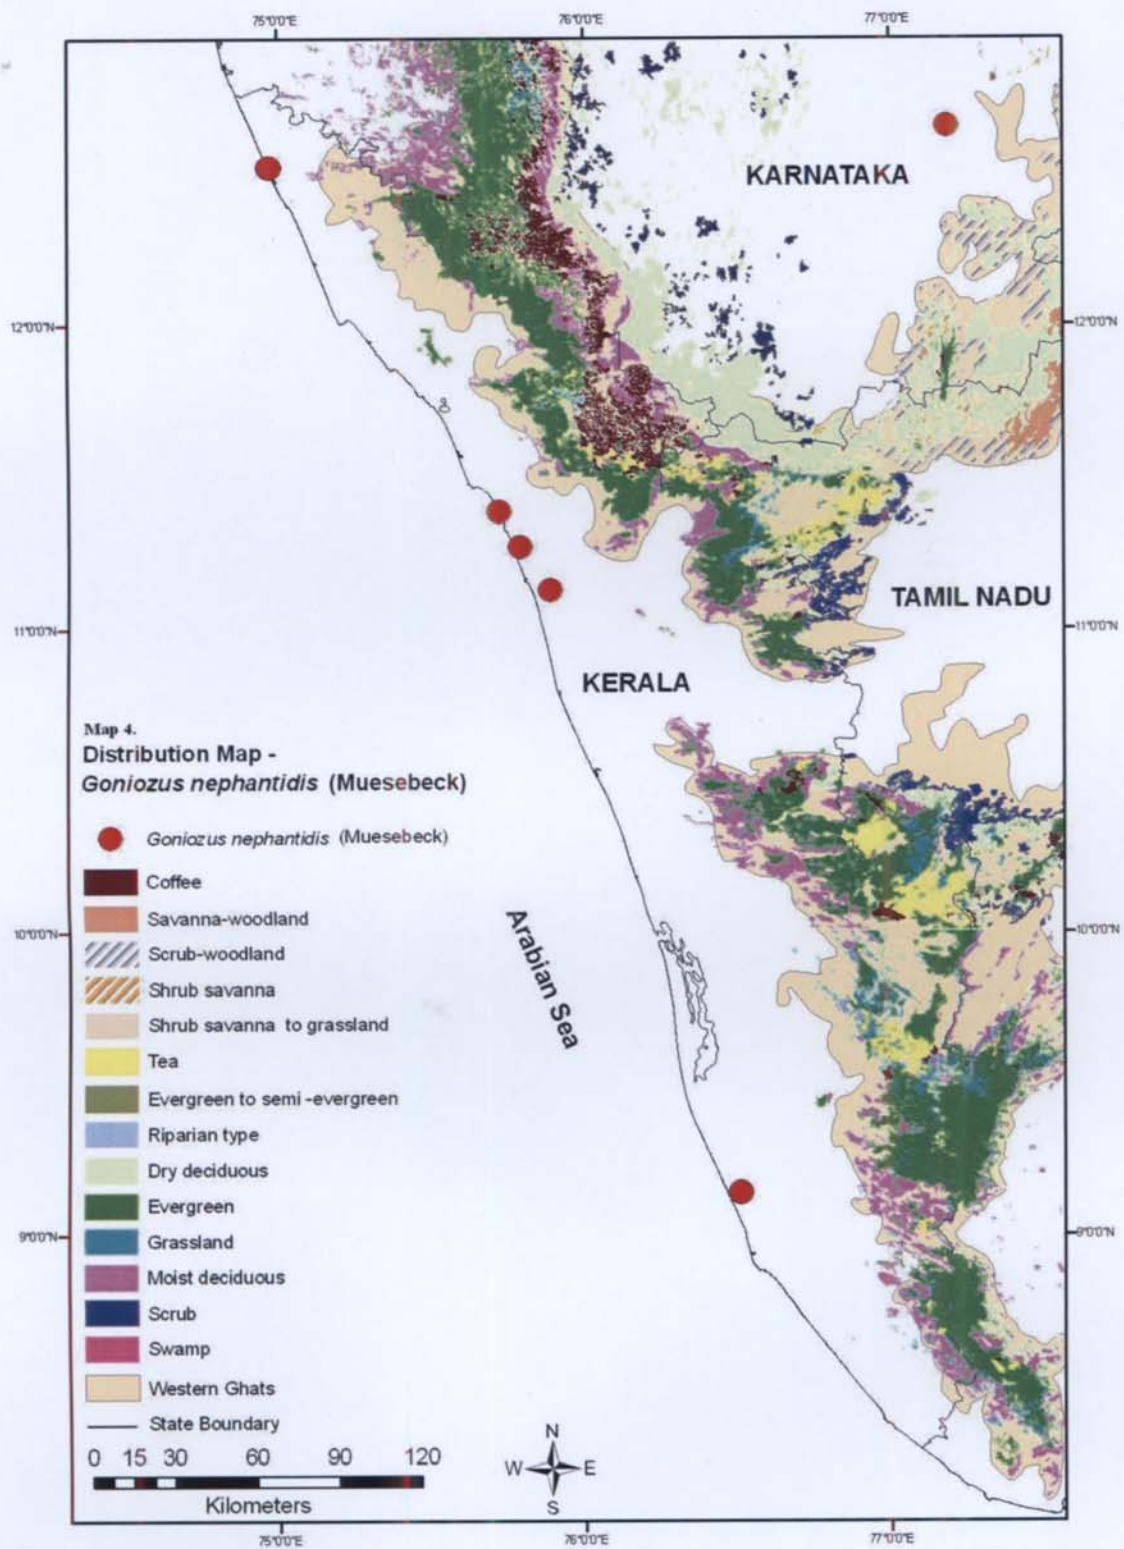 75°0'0"E 76°0'0"E 77°0'0"E
KARNATAKA
12°0'0"N 12°0'0"N
TAMIL NADU
11°0'0"N 11°0'0"N
KERALA
Map 4.
Distribution Map -
Goniozus nephantidis (Muesebeck)
Goniozus nephantidis (Muesebeck)
Coffee
Savanna-woodland
10°0'0"N 10°0'0"N
Arabian Sea
Scrub-woodland
Shrub savanna
Shrub savanna to grassland
Tea
Evergreen to semi-evergreen
Riparian type
Dry deciduous
Evergreen
Grassland
9°0'0"N 9°0'0"N
Moist deciduous
Scrub
Swamp
Western Ghats
State Boundary
0 15 30 60 90 120
Kilometers
N
W E
S
75°0'0"E 76°0'0"E 77°0'0"E